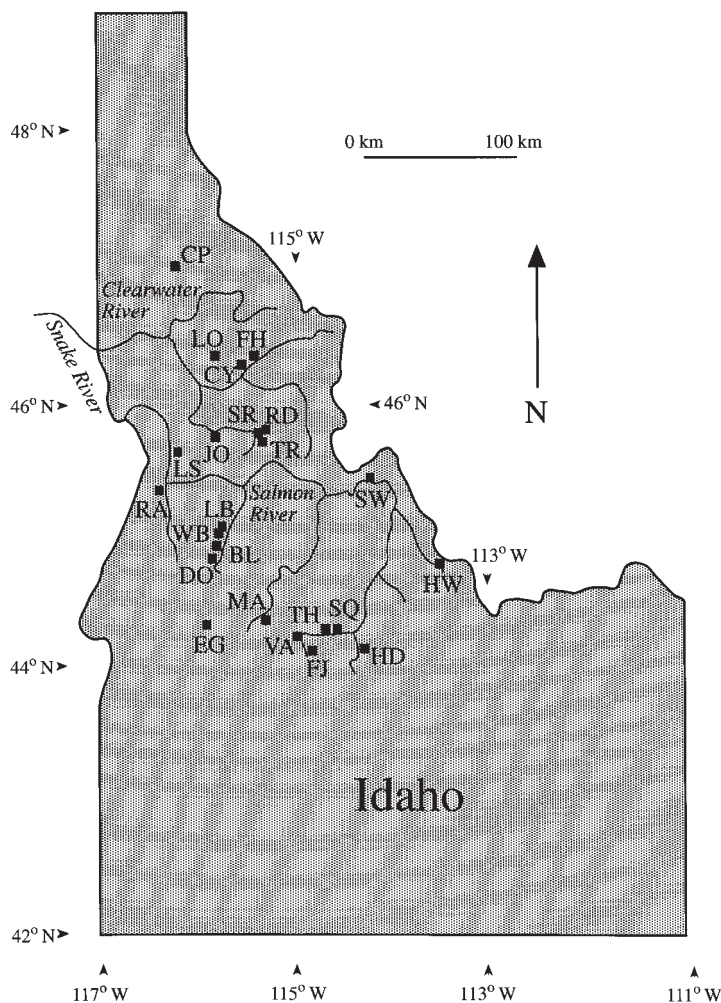 48° N
0 km 100 km
115° W
CP
Clearwater
River
Snake River
LO FH
CY
46° N
46° N
N
SR RD
JO TR
LS
RA
Salmon
River
SW
LB
WB
BL
DO
113° W
HW
MA
TH SQ
EG
VA
FJ
HD
44° N
Idaho
42° N
117° W
115° W
113° W
111° W